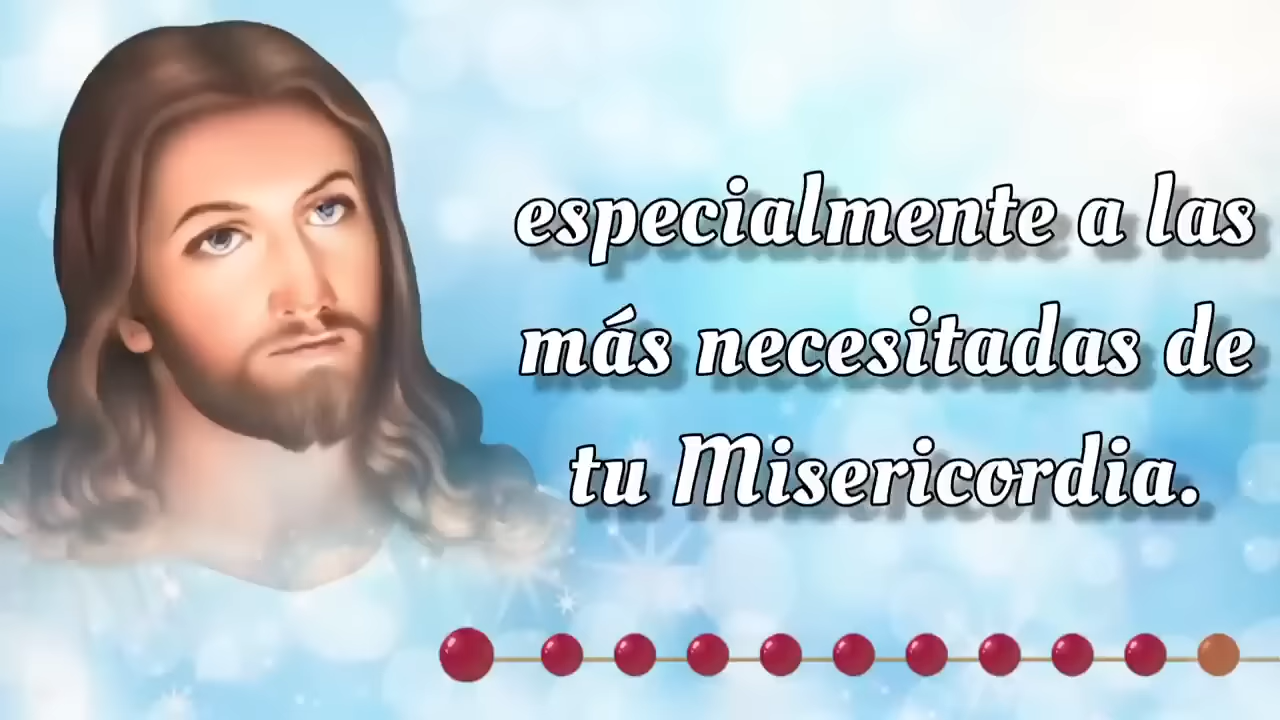 especialmente a las
más necesitadas de
tu Misericordia.